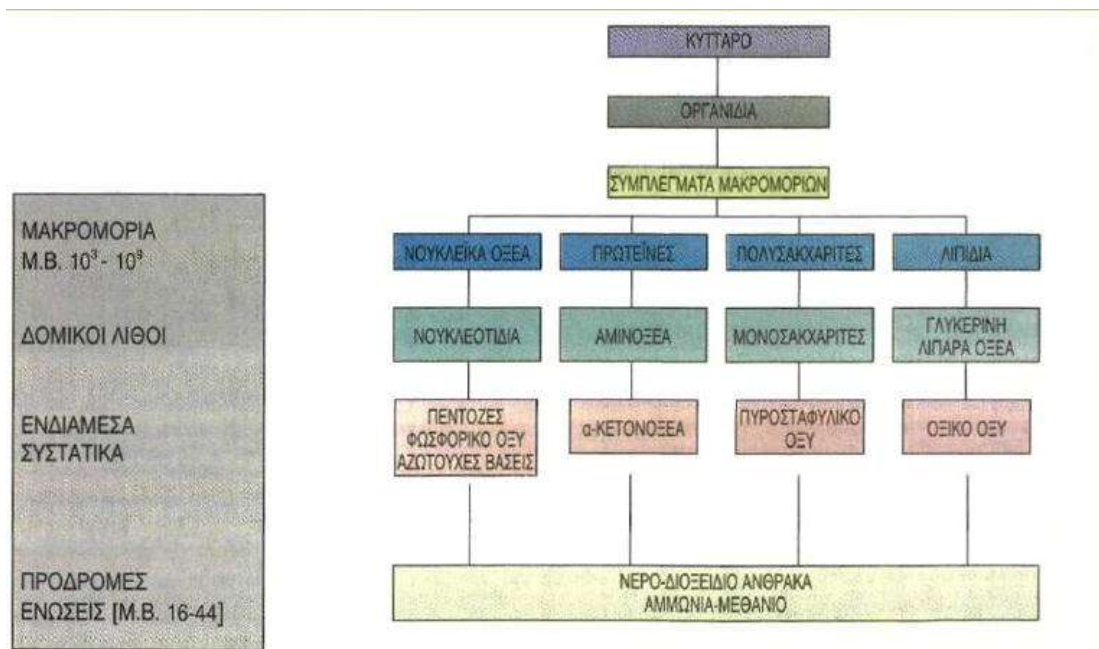 ΚΥΤΤΑΡΟ
ΟΡΓΑΝΙΔΙΑ
ΣΥΜΠΛΕΓΜΑΤΑ ΜΑΚΡΟΜΟΡΙΩΝ
ΜΑΚΡΟΜΟΡΙΑ
Μ.Β. 10³ - 10⁹
ΝΟΥΚΛΕΪΚΑ ΟΞΕΑ
ΠΡΩΤΕΪΝΕΣ
ΠΟΛΥΣΑΚΧΑΡΙΤΕΣ
ΛΙΠΙΔΙΑ
ΔΟΜΙΚΟΙ ΛΙΘΟΙ
ΝΟΥΚΛΕΟΤΙΔΙΑ
ΑΜΙΝΟΞΕΑ
ΜΟΝΟΣΑΚΧΑΡΙΤΕΣ
ΓΛΥΚΕΡΙΝΗ
ΛΙΠΑΡΑ ΟΞΕΑ
ΕΝΔΙΑΜΕΣΑ
ΣΥΣΤΑΤΙΚΑ
ΠΕΝΤΟΖΕΣ
ΦΩΣΦΟΡΙΚΟ ΟΞΥ
ΑΖΩΤΟΥΧΕΣ ΒΑΣΕΙΣ
α-ΚΕΤΟΝΟΞΕΑ
ΠΥΡΟΣΤΑΦΥΛΙΚΟ
ΟΞΥ
ΟΞΙΚΟ ΟΞΥ
ΠΡΟΔΡΟΜΕΣ
ΕΝΩΣΕΙΣ [Μ.Β. 16-44]
ΝΕΡΟ-ΔΙΟΞΕΙΔΙΟ ΑΝΘΡΑΚΑ
ΑΜΜΩΝΙΑ-ΜΕΘΑΝΙΟ